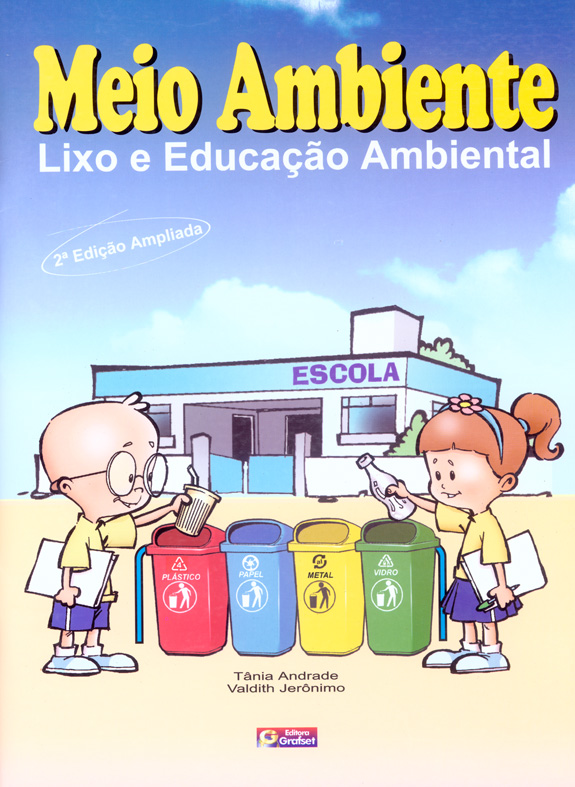 Meio Ambiente
Lixo e Educação Ambiental
2ª Edição Ampliada
ESCOLA
PLÁSTICO
PAPEL
METAL
VIDRO
Tânia Andrade
Valdith Jerônimo
Editora
Grafset